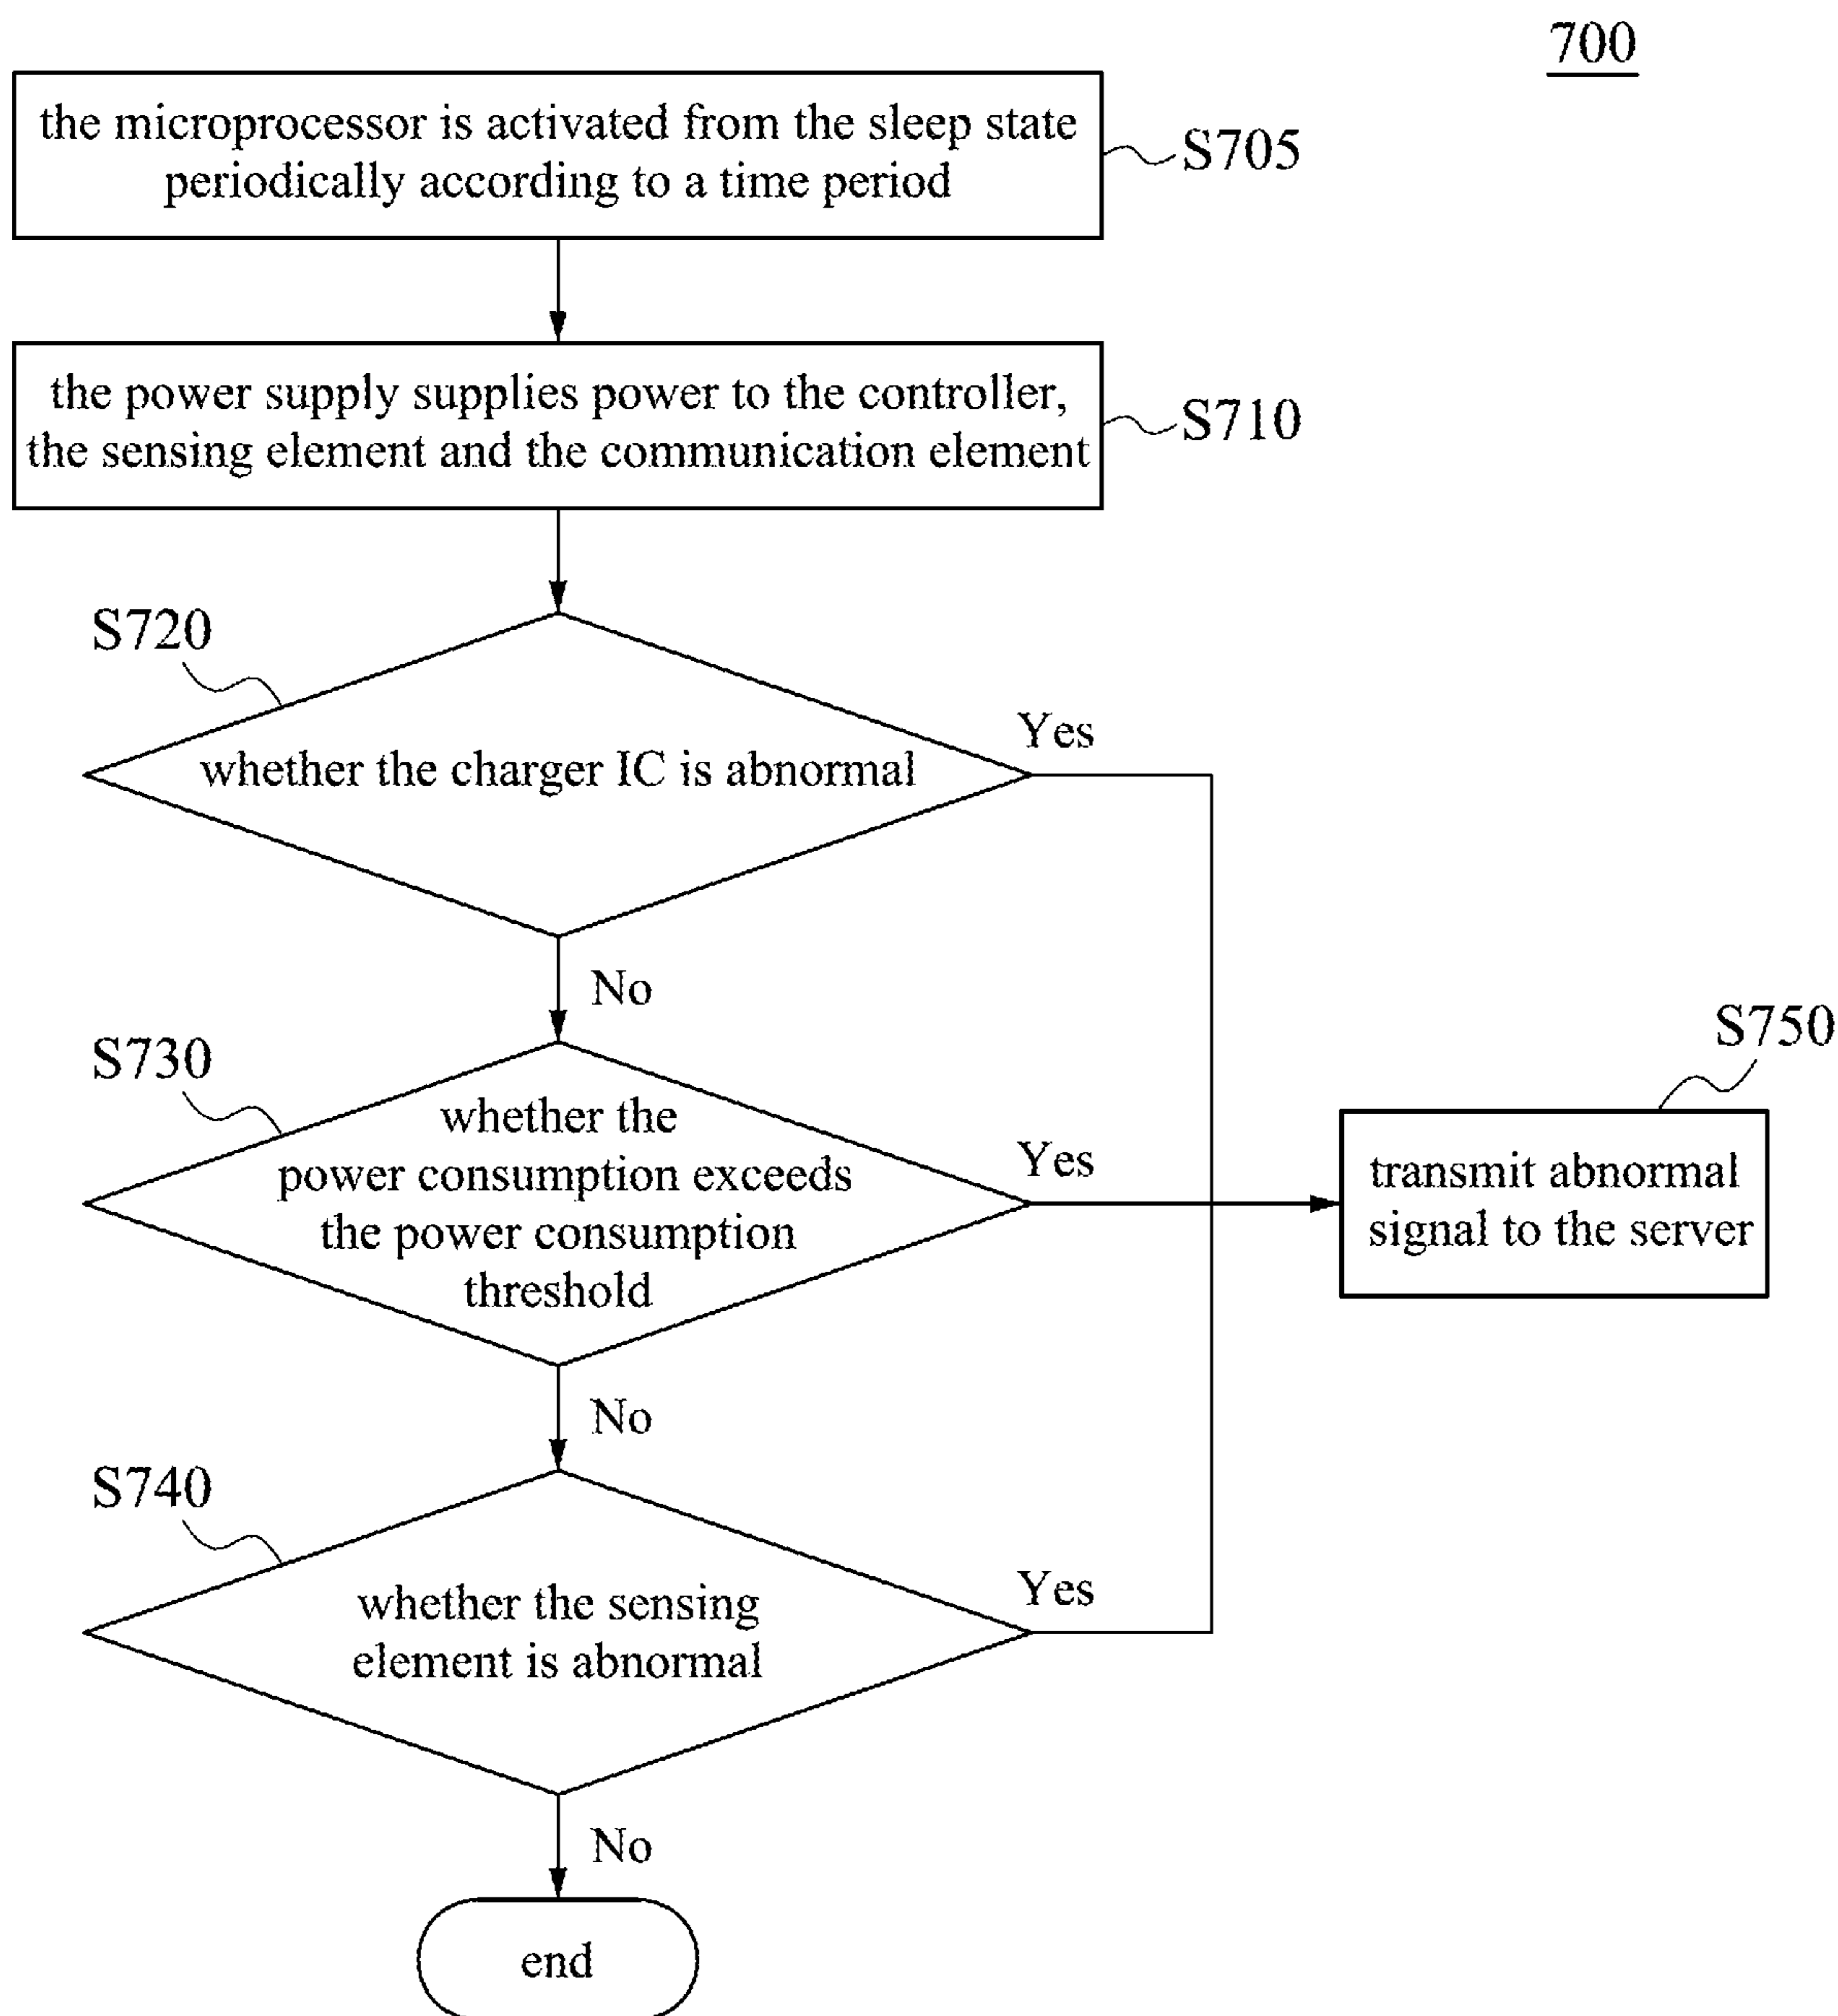 700
the microprocessor is activated from the sleep state
periodically according to a time period
S705
the power supply supplies power to the controller,
the sensing element and the communication element
S710
S720
whether the charger IC is abnormal
Yes
No
S730
whether the
power consumption exceeds
the power consumption
threshold
Yes
S750
transmit abnormal
signal to the server
No
S740
whether the sensing
element is abnormal
Yes
No
end